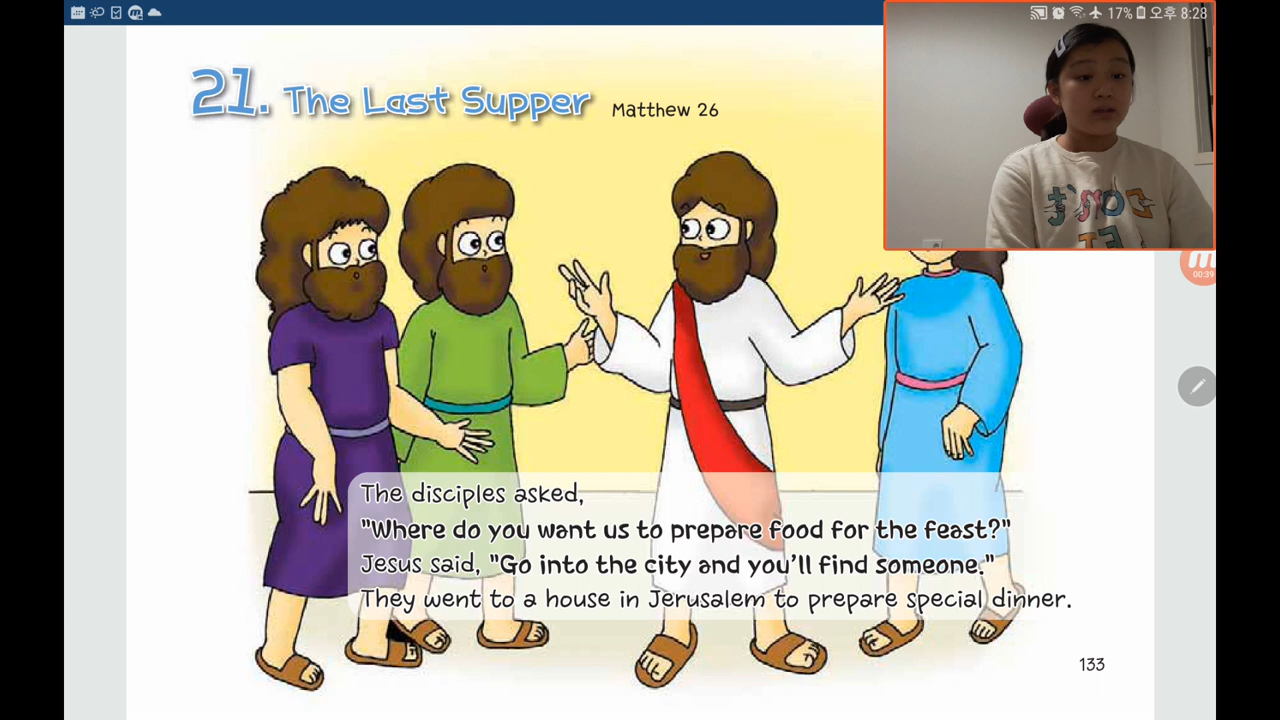 17% 오후 8:28
21. The Last Supper Matthew 26
00:39
The disciples asked,
"Where do you want us to prepare food for the feast?"
Jesus said, "Go into the city and you'll find someone."
They went to a house in Jerusalem to prepare special dinner.
133